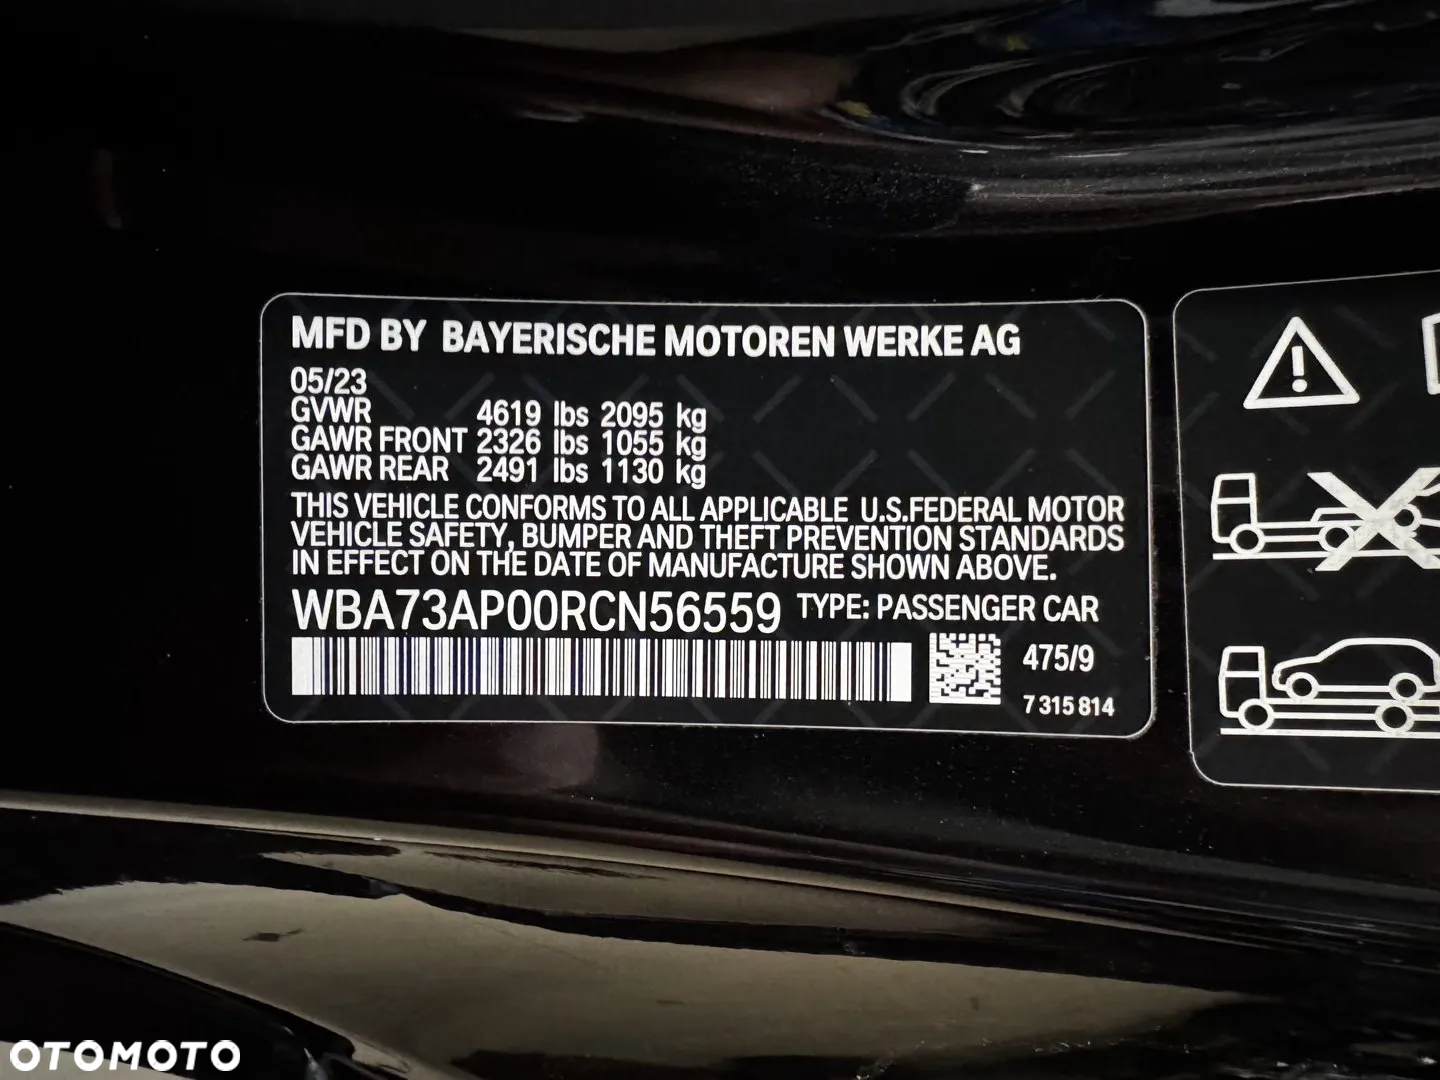 MFD BY BAYERISCHE MOTOREN WERKE AG
05/23
GVWR 4619 lbs 2095 kg
GAWR FRONT 2326 lbs 1055 kg
GAWR REAR 2491 lbs 1130 kg
THIS VEHICLE CONFORMS TO ALL APPLICABLE U.S.FEDERAL MOTOR
VEHICLE SAFETY, BUMPER AND THEFT PREVENTION STANDARDS
IN EFFECT ON THE DATE OF MANUFACTURE SHOWN ABOVE.
WBA73AP00RCN56559 TYPE: PASSENGER CAR
475/9
7 315 814
OTOMOTO